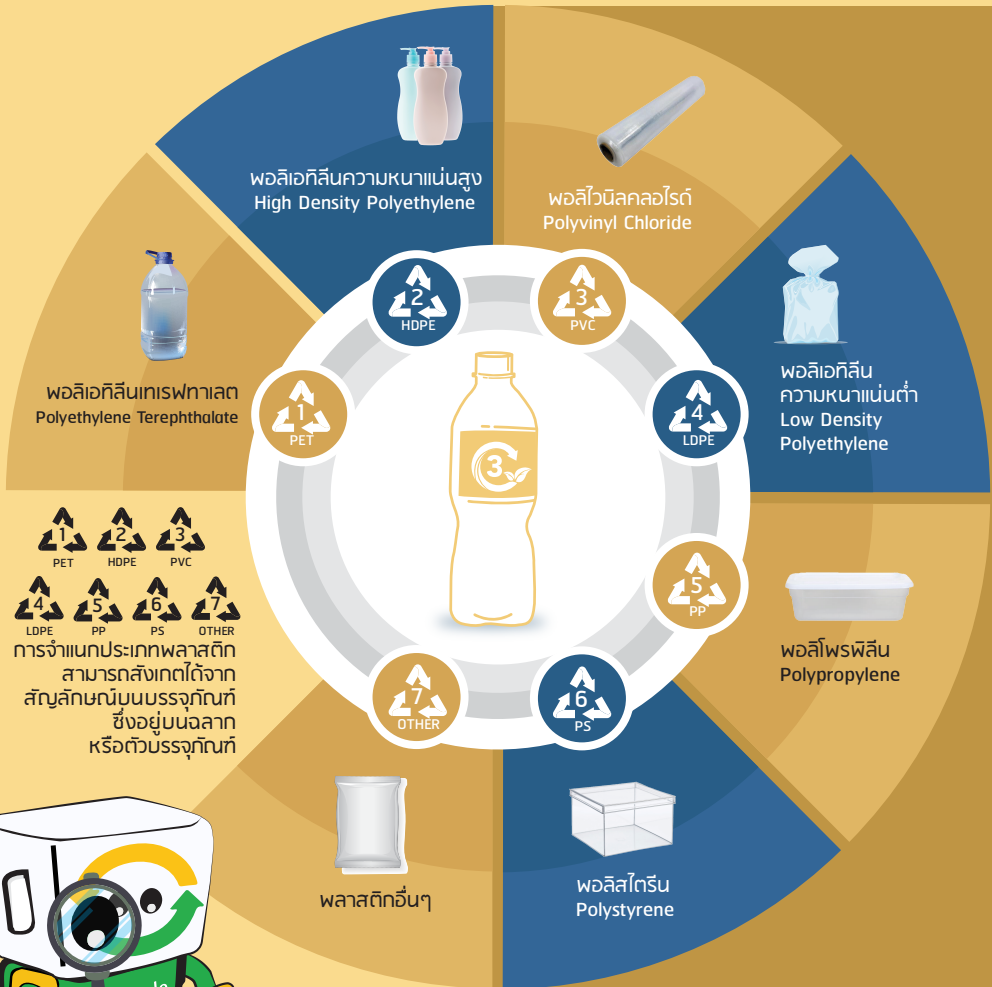 พอลิเอทิลีนความหนาแน่นสูง
High Density Polyethylene
พอลิไวนิลคลอไรด์
Polyvinyl Chloride
พอลิเอทิลีนเทเรฟทาเลต
Polyethylene Terephthalate
พอลิเอทิลีน
ความหนาแน่นต่ำ
Low Density
Polyethylene
2
HDPE
3
PVC
1
PET
4
LDPE
3
5
PP
7
OTHER
6
PS
พอลิโพรพิลีน
Polypropylene
พลาสติกอื่นๆ
พอลิสไตรีน
Polystyrene
1 2 3
PET HDPE PVC
4 5 6 7
LDPE PP PS OTHER
การจำแนกประเภทพลาสติก
สามารถสังเกตได้จาก
สัญลักษณ์บนบรรจุภัณฑ์
ซึ่งอยู่บนฉลาก
หรือตัวบรรจุภัณฑ์